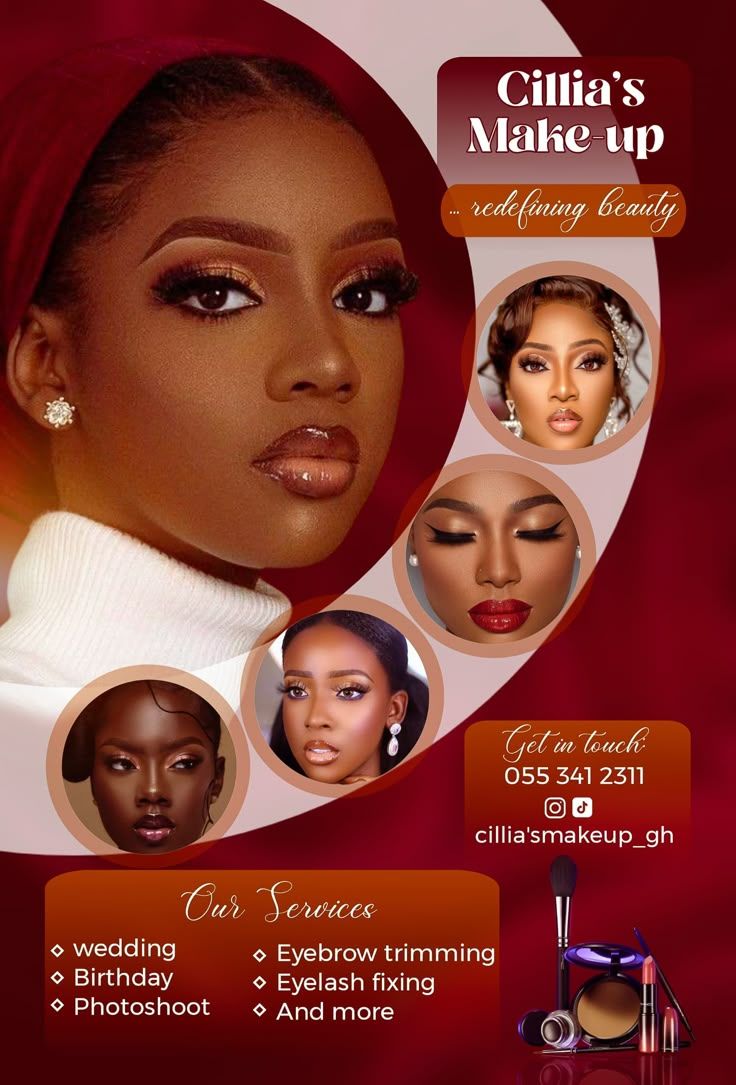 Cillia's
Make-up
... redefining beauty
Get in touch:
055 341 2311
cillia'smakeup_gh
Our Services
wedding
Birthday
Photoshoot
Eyebrow trimming
Eyelash fixing
And more